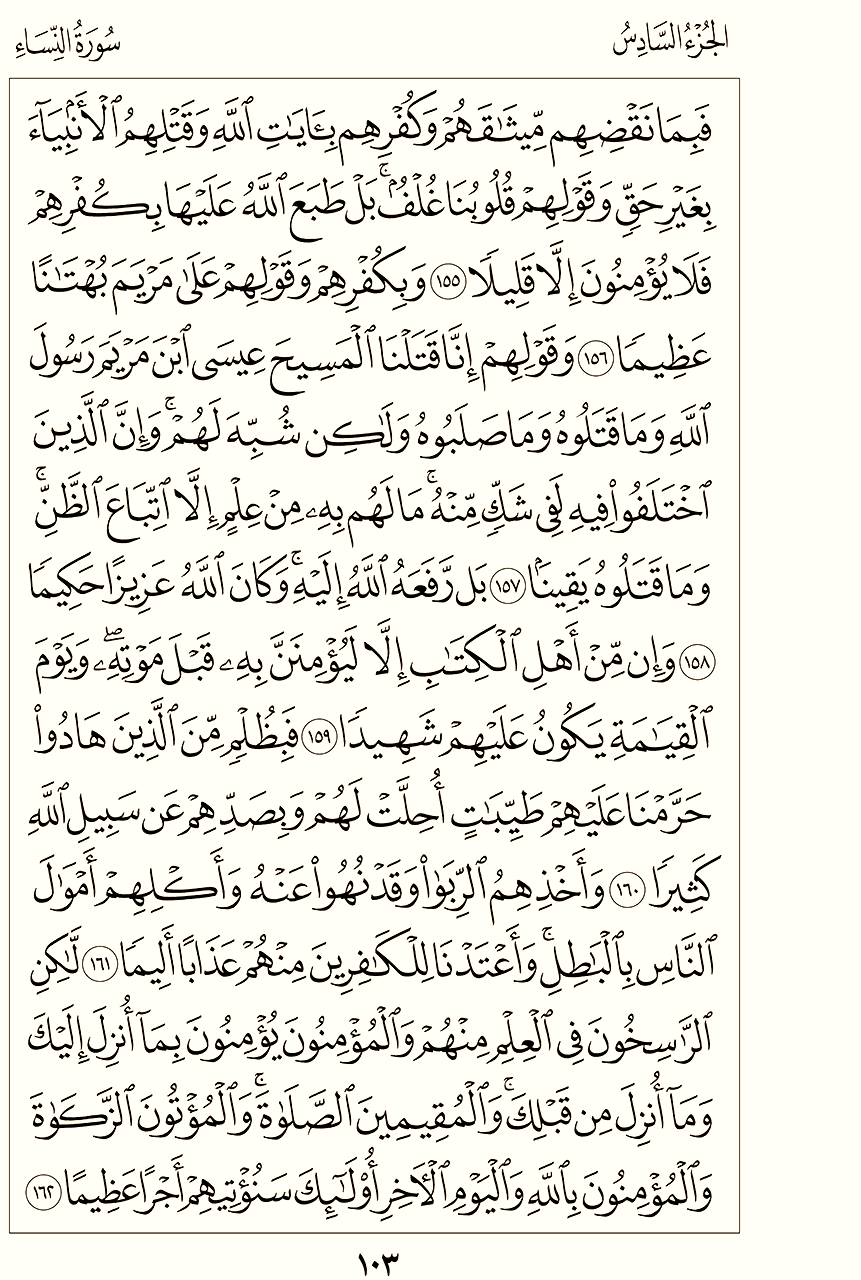 الجُزْءُ السَّادِسُ
سُورَةُ النِّسَاءِ
فَبِمَا نَقْضِهِم مِّيثَٰقَهُمْ وَكُفْرِهِم بِـَٔايَٰتِ ٱللَّهِ وَقَتْلِهِمُ ٱلْأَنۢبِيَآءَ
بِغَيْرِ حَقٍّ وَقَوْلِهِمْ قُلُوبُنَا غُلْفٌۢ ۚ بَلْ طَبَعَ ٱللَّهُ عَلَيْهَا بِكُفْرِهِمْ
فَلَا يُؤْمِنُونَ إِلَّا قَلِيلًا ١٥٥ وَبِكُفْرِهِمْ وَقَوْلِهِمْ عَلَىٰ مَرْيَمَ بُهْتَٰنًا
عَظِيمًا ١٥٦ وَقَوْلِهِمْ إِنَّا قَتَلْنَا ٱلْمَسِيحَ عِيسَى ٱبْنَ مَرْيَمَ رَسُولَ
ٱللَّهِ وَمَا قَتَلُوهُ وَمَا صَلَبُوهُ وَلَٰكِن شُبِّهَ لَهُمْ ۚ وَإِنَّ ٱلَّذِينَ
ٱخْتَلَفُوا۟ فِيهِ لَفِى شَكٍّ مِّنْهُ ۚ مَا لَهُم بِهِۦ مِنْ عِلْمٍ إِلَّا ٱتِّبَاعَ ٱلظَّنِّ ۚ
وَمَا قَتَلُوهُ يَقِينًۢا ١٥٧ بَل رَّفَعَهُ ٱللَّهُ إِلَيْهِ ۚ وَكَانَ ٱللَّهُ عَزِيزًا حَكِيمًا
١٥٨ وَإِن مِّنْ أَهْلِ ٱلْكِتَٰبِ إِلَّا لَيُؤْمِنَنَّ بِهِۦ قَبْلَ مَوْتِهِۦ ۖ وَيَوْمَ
ٱلْقِيَٰمَةِ يَكُونُ عَلَيْهِمْ شَهِيدًا ١٥٩ فَبِظُلْمٍ مِّنَ ٱلَّذِينَ هَادُوا۟
حَرَّمْنَا عَلَيْهِمْ طَيِّبَٰتٍ أُحِلَّتْ لَهُمْ وَبِصَدِّهِمْ عَن سَبِيلِ ٱللَّهِ
كَثِيرًا ١٦٠ وَأَخْذِهِمُ ٱلرِّبَوٰا۟ وَقَدْ نُهُوا۟ عَنْهُ وَأَكْلِهِمْ أَمْوَٰلَ
ٱلنَّاسِ بِٱلْبَٰطِلِ ۚ وَأَعْتَدْنَا لِلْكَٰفِرِينَ مِنْهُمْ عَذَابًا أَلِيمًا ١٦١ لَّٰكِنِ
ٱلرَّٰسِخُونَ فِى ٱلْعِلْمِ مِنْهُمْ وَٱلْمُؤْمِنُونَ يُؤْمِنُونَ بِمَآ أُنزِلَ إِلَيْكَ
وَمَآ أُنزِلَ مِن قَبْلِكَ ۚ وَٱلْمُقِيمِينَ ٱلصَّلَوٰةَ ۚ وَٱلْمُؤْتُونَ ٱلزَّكَوٰةَ
وَٱلْمُؤْمِنُونَ بِٱللَّهِ وَٱلْيَوْمِ ٱلْأَخِرِ أُو۟لَٰٓئِكَ سَنُؤْتِيهِمْ أَجْرًا عَظِيمًا ١٦٢
١٠٣